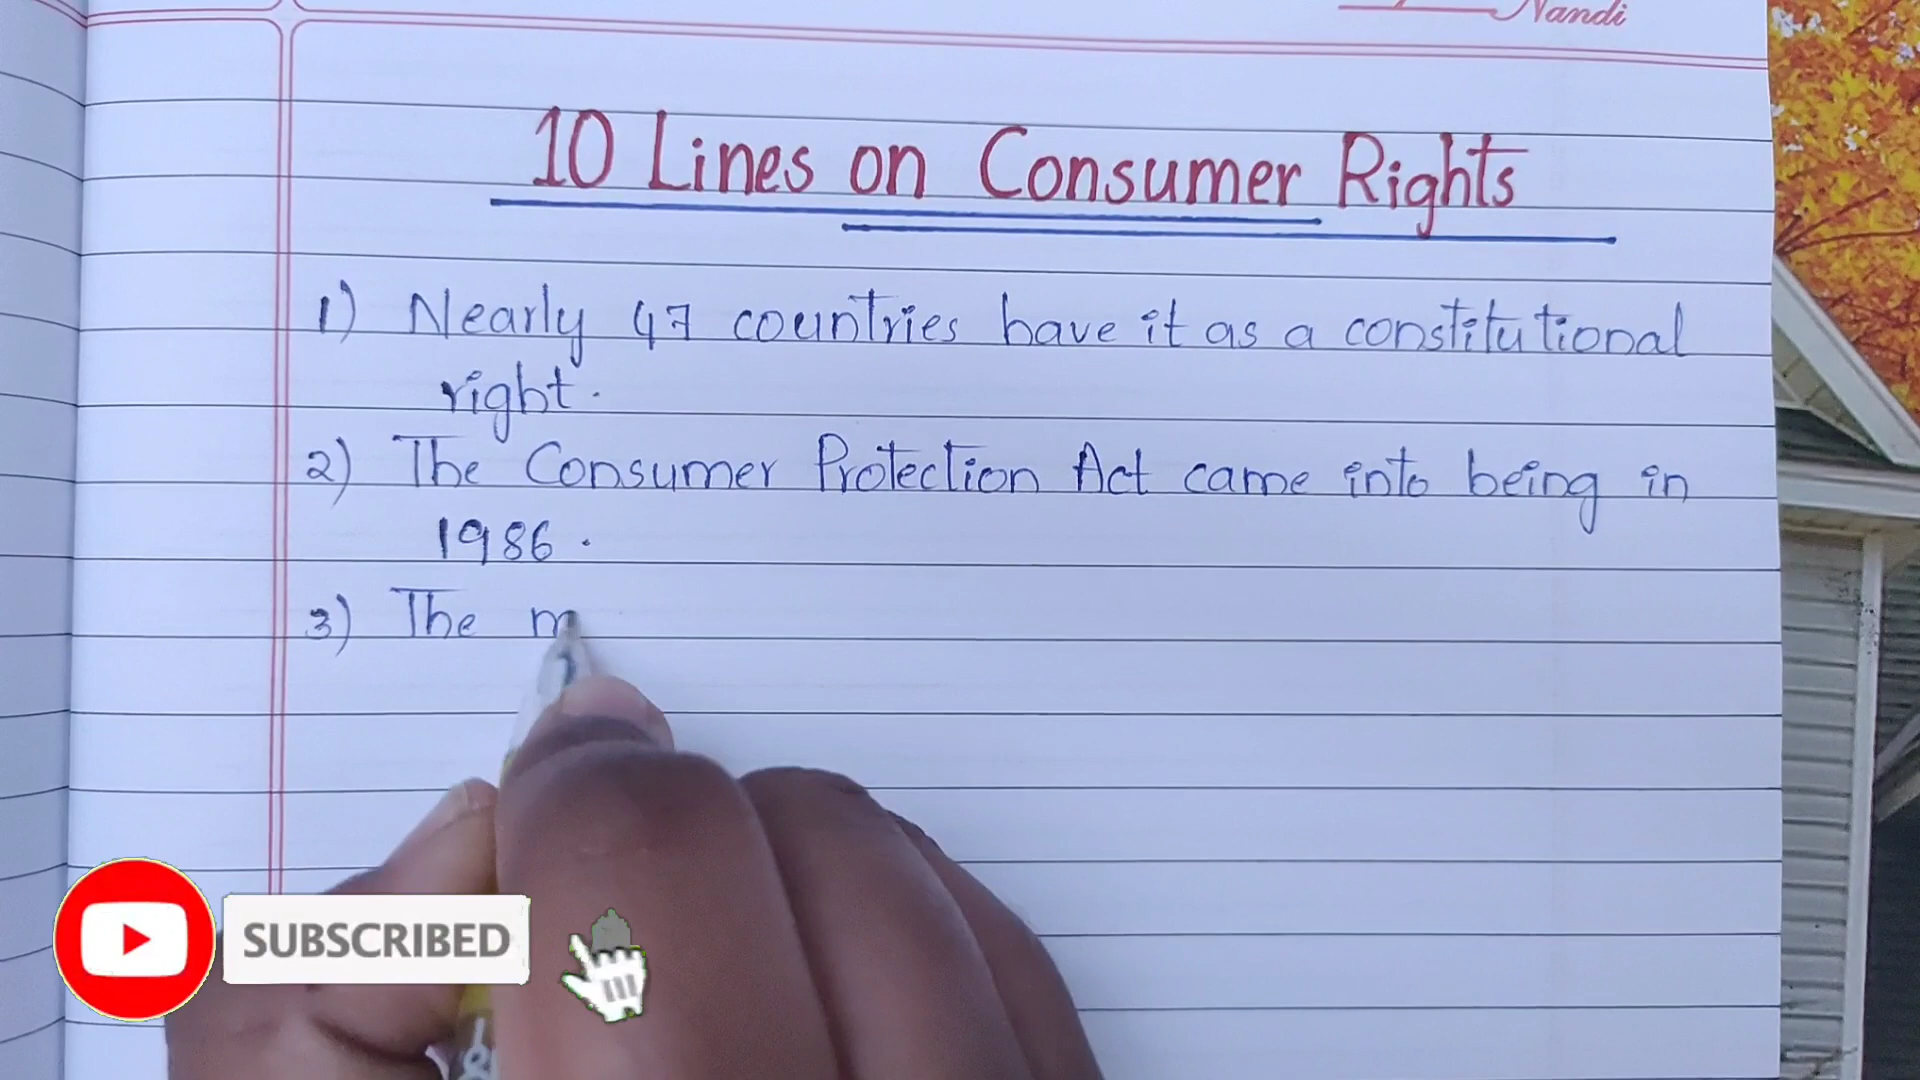 Nandi
10 Lines on Consumer Rights
1) Nearly 47 countries have it as a constitutional
right.
2) The Consumer Protection Act came into being in
1986.
3) The m
SUBSCRIBED